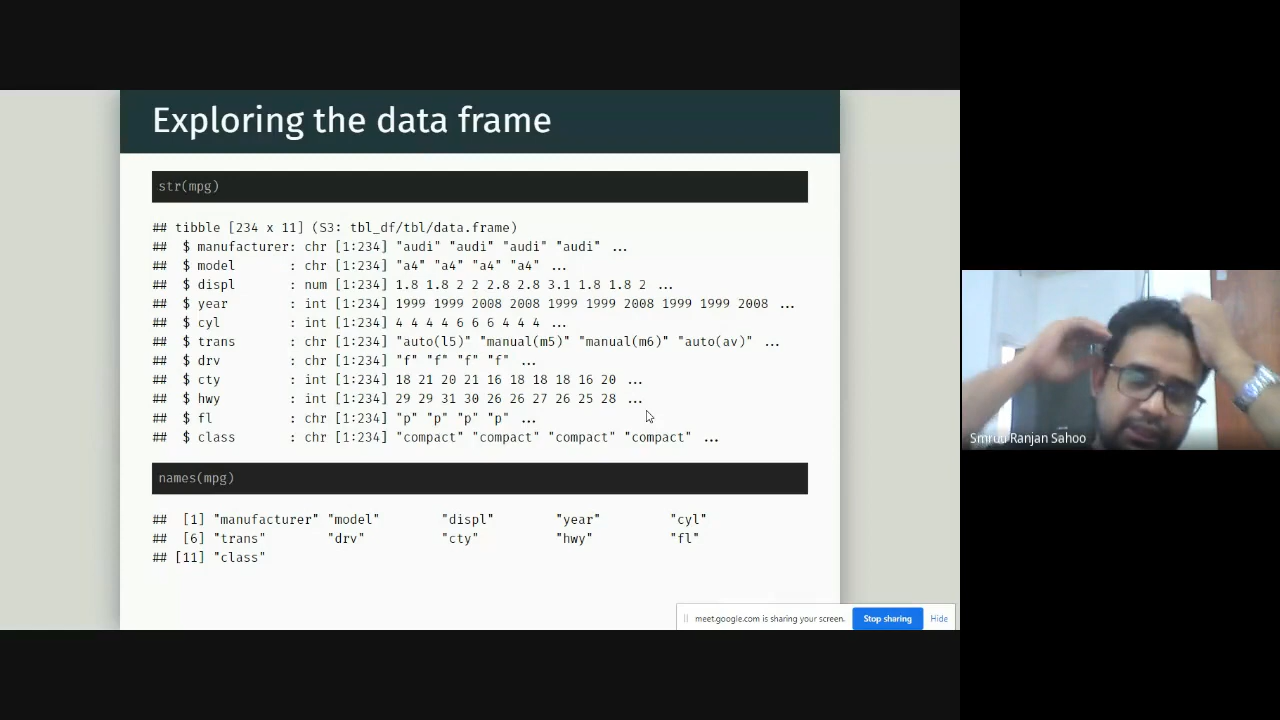 Exploring the data frame
str(mpg)
## tibble [234 x 11] (S3: tbl_df/tbl/data.frame)
## $ manufacturer: chr [1:234] "audi" "audi" "audi" "audi" ...
## $ model : chr [1:234] "a4" "a4" "a4" "a4" ...
## $ displ : num [1:234] 1.8 1.8 2 2 2.8 2.8 3.1 1.8 1.8 2 ...
## $ year : int [1:234] 1999 1999 2008 2008 1999 1999 2008 1999 1999 2008 ...
## $ cyl : int [1:234] 4 4 4 4 6 6 6 4 4 4 ...
## $ trans : chr [1:234] "auto(l5)" "manual(m5)" "manual(m6)" "auto(av)" ...
## $ drv : chr [1:234] "f" "f" "f" "f" ...
## $ cty : int [1:234] 18 21 20 21 16 18 18 18 16 20 ...
## $ hwy : int [1:234] 29 29 31 30 26 26 27 26 25 28 ...
## $ fl : chr [1:234] "p" "p" "p" "p" ...
## $ class : chr [1:234] "compact" "compact" "compact" "compact" ...
names(mpg)
## [1] "manufacturer" "model" "displ" "year" "cyl"
## [6] "trans" "drv" "cty" "hwy" "fl"
## [11] "class"
meet.google.com is sharing your screen.
Stop sharing
Hide
Smruti Ranjan Sahoo